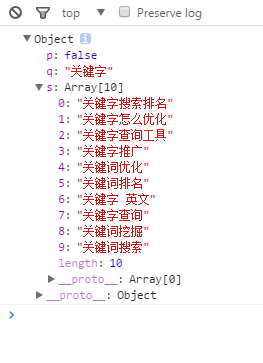 top Preserve log
Object i
p: false
q: "关键字"
s: Array[10]
0: "关键字搜索排名"
1: "关键字怎么优化"
2: "关键字查询工具"
3: "关键字推广"
4: "关键词优化"
5: "关键词排名"
6: "关键字 英文"
7: "关键字查询"
8: "关键词挖掘"
9: "关键词搜索"
length: 10
__proto__: Array[0]
__proto__: Object